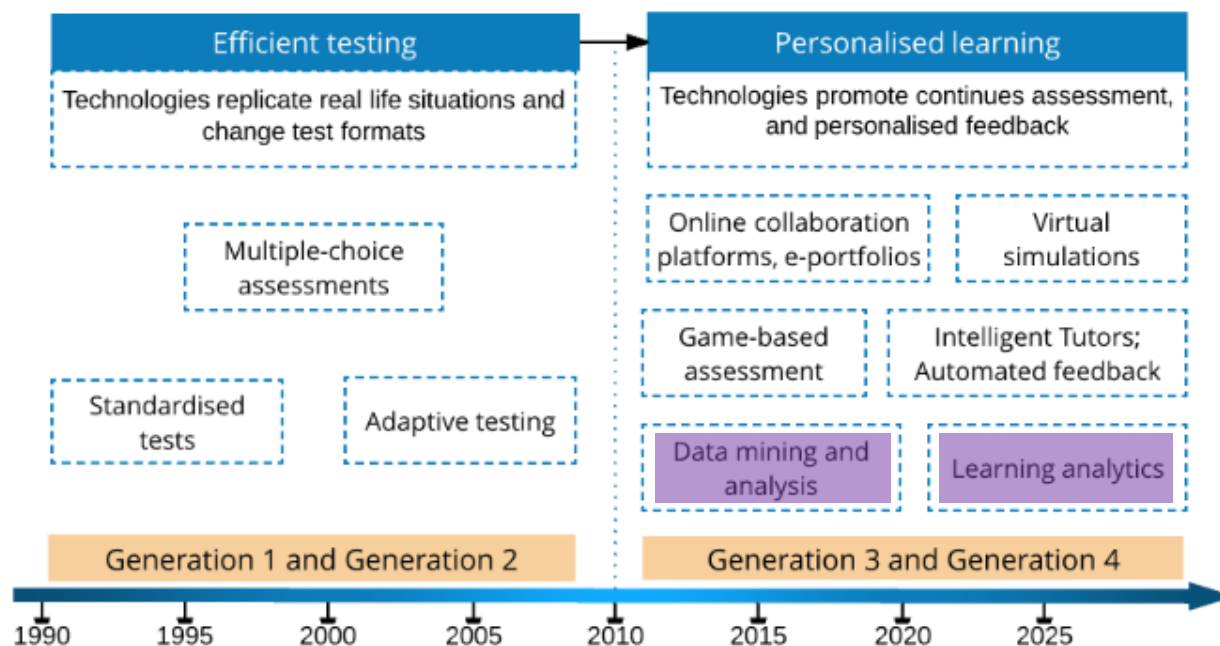 Efficient testing
Technologies replicate real life situations and
change test formats
Multiple-choice
assessments
Standardised
tests
Adaptive testing
Generation 1 and Generation 2
Personalised learning
Technologies promote continues assessment,
and personalised feedback
Online collaboration
platforms, e-portfolios
Virtual
simulations
Game-based
assessment
Intelligent Tutors;
Automated feedback
Data mining and
analysis
Learning analytics
Generation 3 and Generation 4
1990 1995 2000 2005 2010 2015 2020 2025